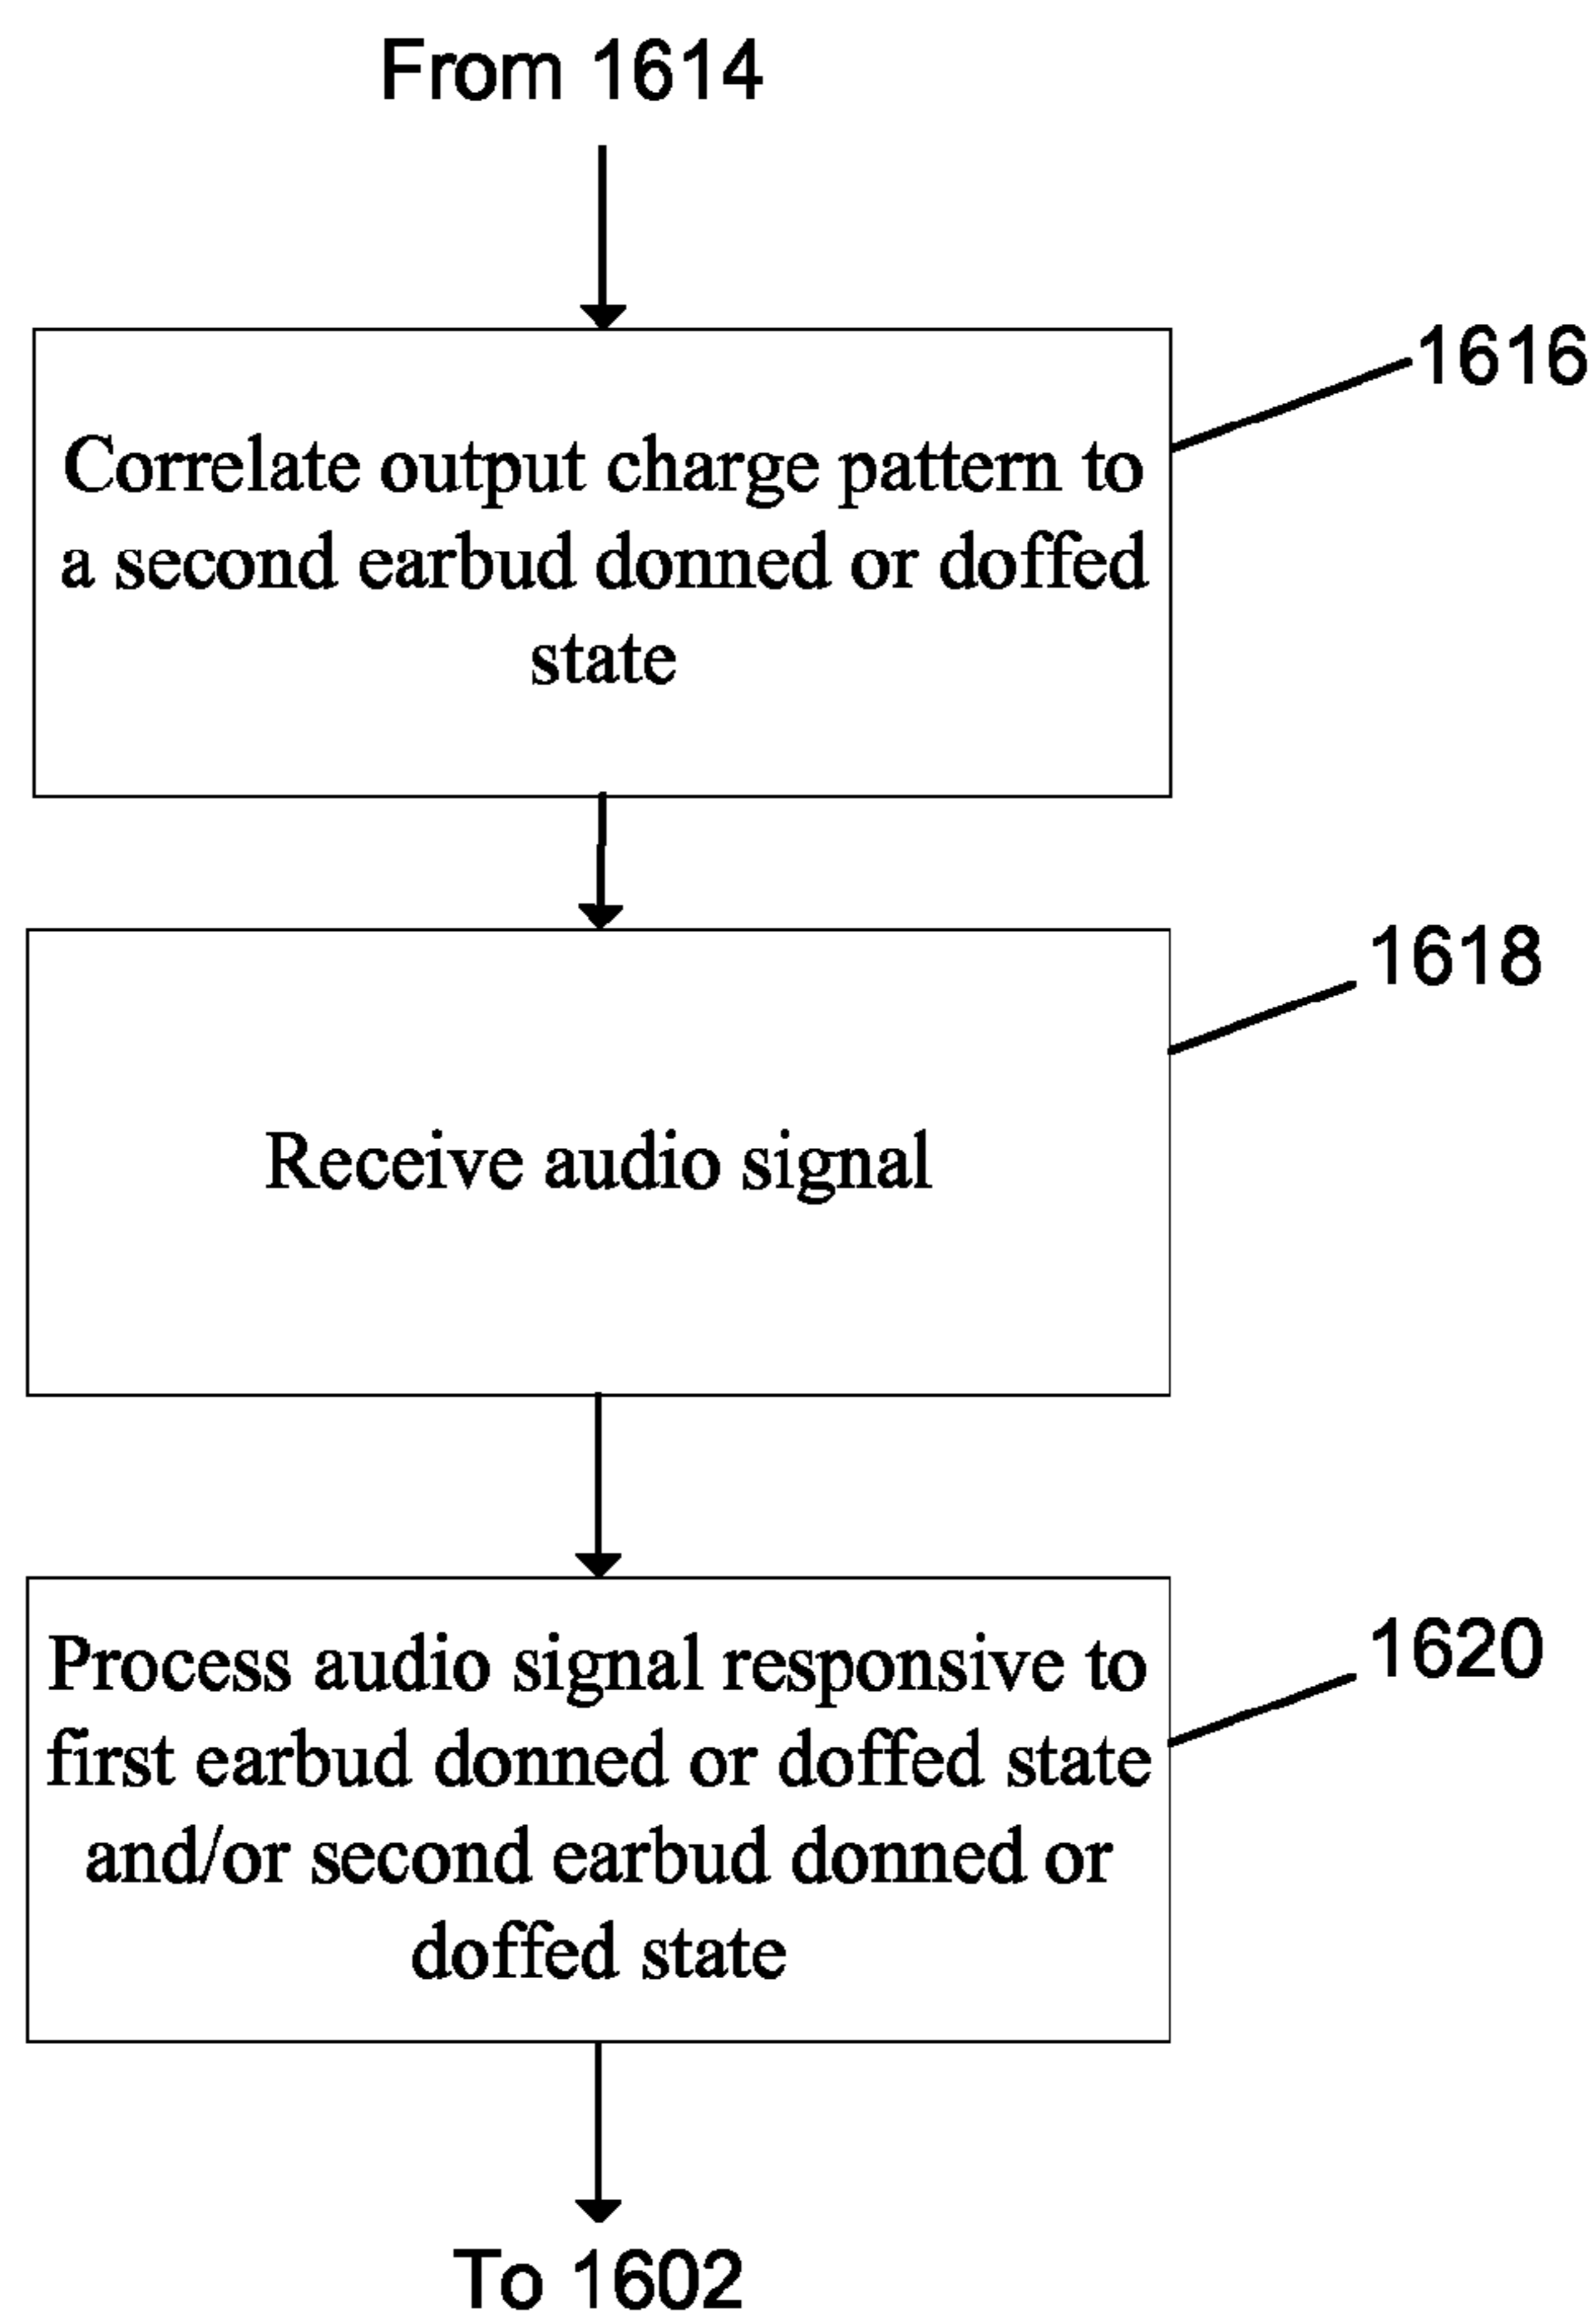 From 1614
1616
Correlate output charge pattern to
a second earbud donned or doffed
state
1618
Receive audio signal
1620
Process audio signal responsive to
first earbud donned or doffed state
and/or second earbud donned or
doffed state
To 1602